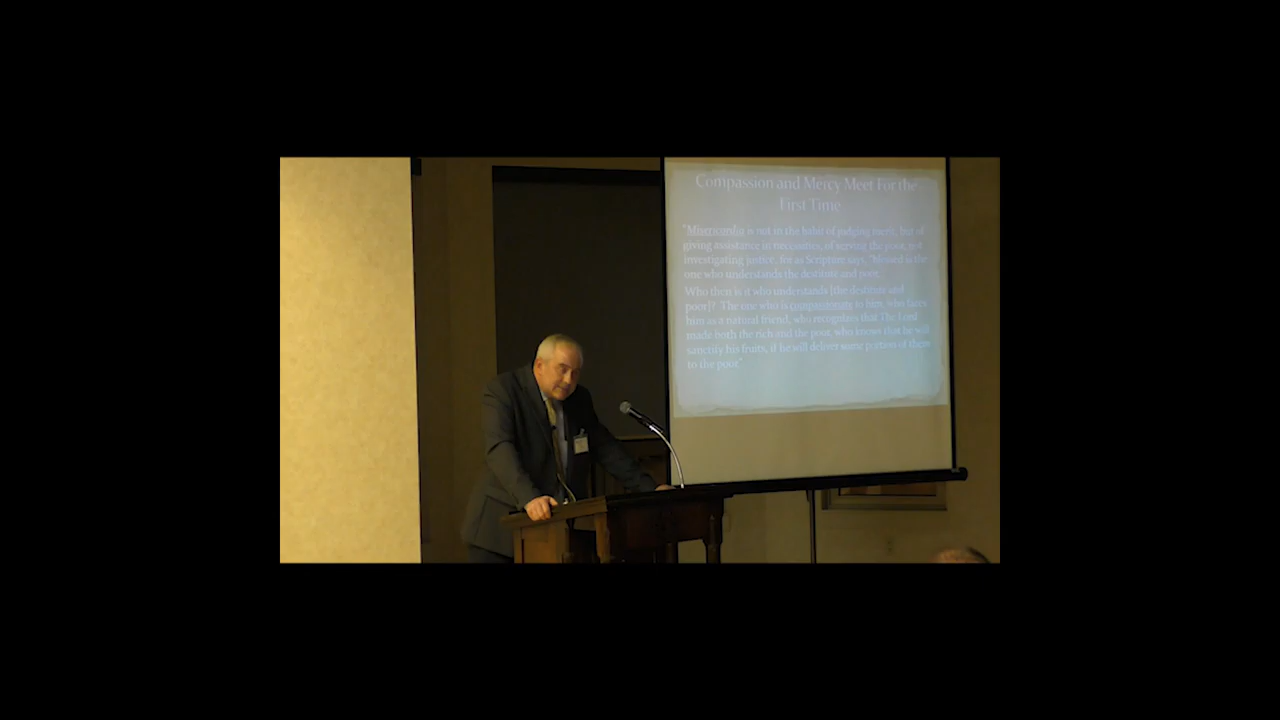 Compassion and Mercy Meet For the
First Time
"Misericordia is not in the habit of judging merit, but of
giving assistance in necessities, of serving the poor, not
investigating justice, for as Scripture says, "blessed is the
one who understands the destitute and poor.
Who then is it who understands [the destitute and
poor]? The one who is compassionate to him, who takes
him as a natural friend, who recognizes that The Lord
made both the rich and the poor, who knows that he will
sanctify his fruits, if he will deliver some portion of them
to the poor"